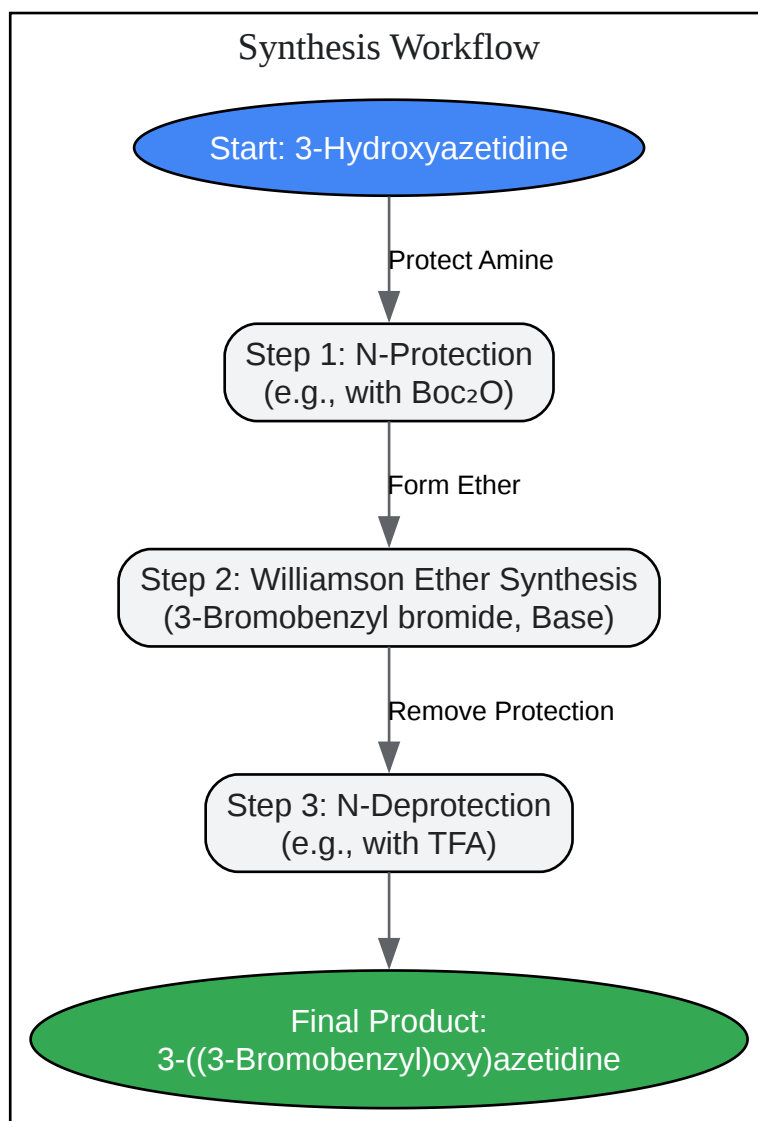 Synthesis Workflow
Start: 3-Hydroxyazetidine
Protect Amine
Step 1: N-Protection
(e.g., with Boc₂O)
Form Ether
Step 2: Williamson Ether Synthesis
(3-Bromobenzyl bromide, Base)
Remove Protection
Step 3: N-Deprotection
(e.g., with TFA)
Final Product:
3-((3-Bromobenzyl)oxy)azetidine